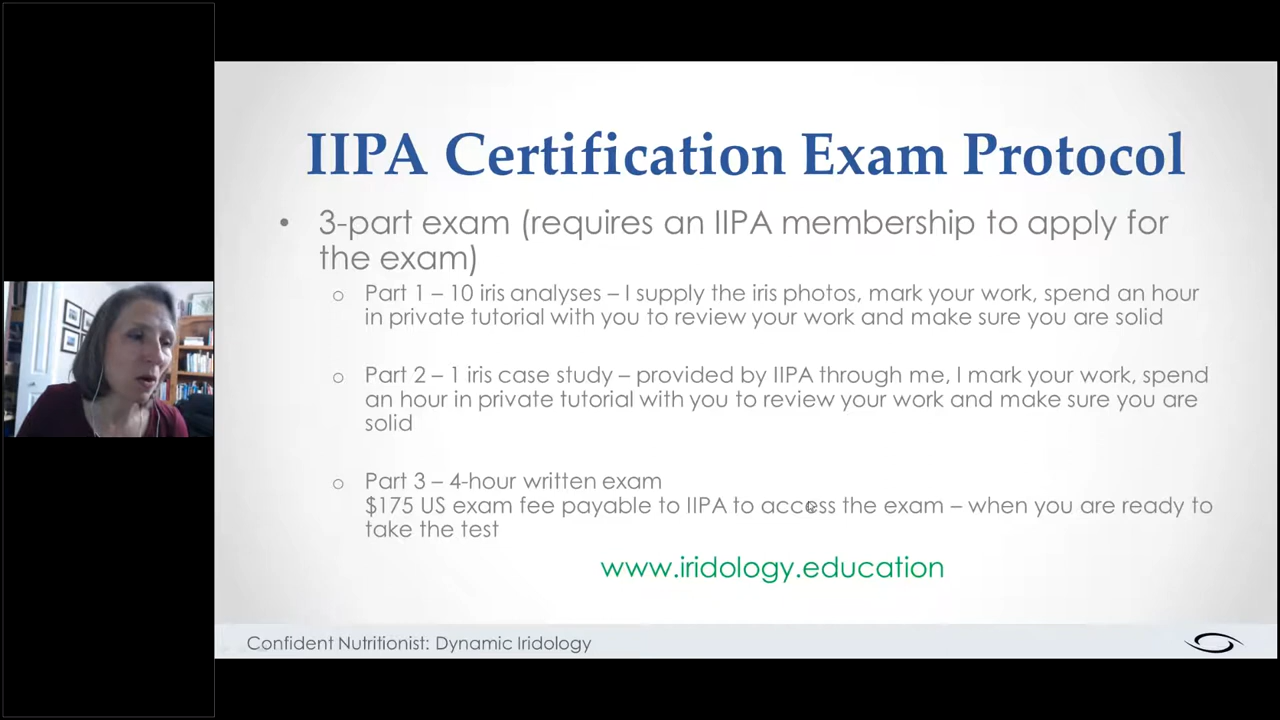 IIPA Certification Exam Protocol
• 3-part exam (requires an IIPA membership to apply for
the exam)
o Part 1 – 10 iris analyses – I supply the iris photos, mark your work, spend an hour
in private tutorial with you to review your work and make sure you are solid
o Part 2 – 1 iris case study – provided by IIPA through me, I mark your work, spend
an hour in private tutorial with you to review your work and make sure you are
solid
o Part 3 – 4-hour written exam
$175 US exam fee payable to IIPA to access the exam – when you are ready to
take the test
www.iridology.education
Confident Nutritionist: Dynamic Iridology